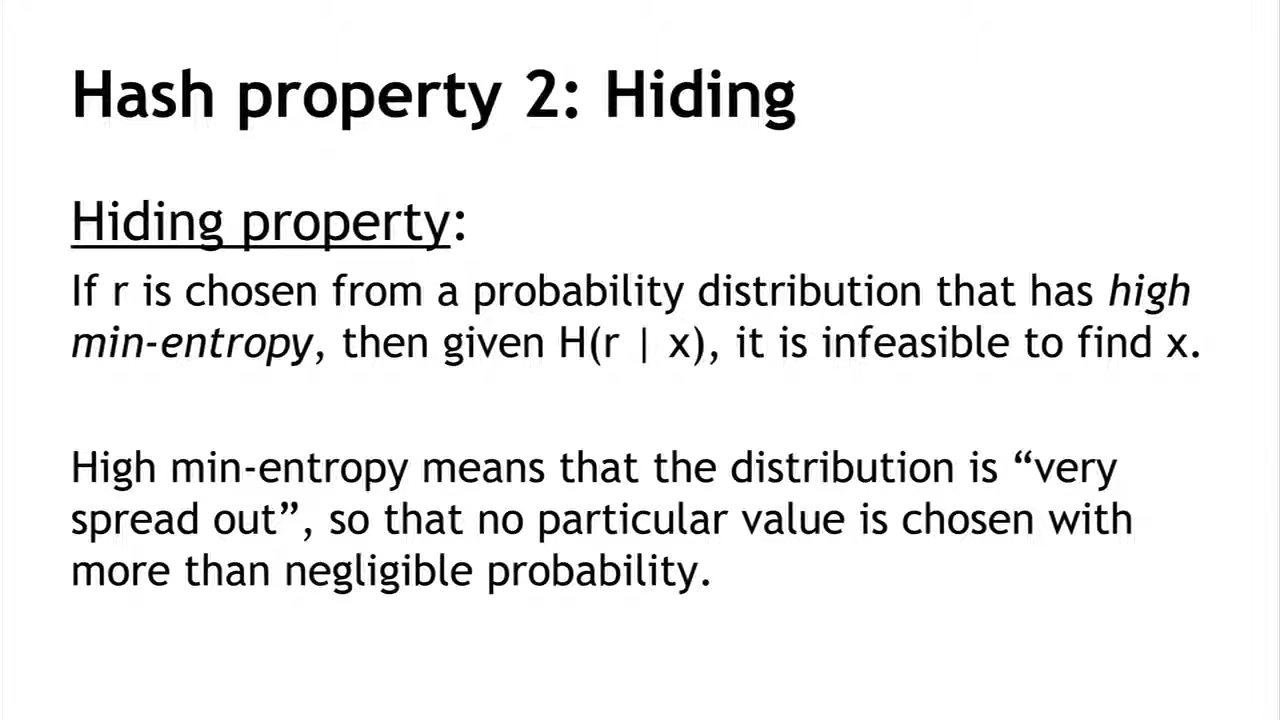 Hash property 2: Hiding
Hiding property:
If r is chosen from a probability distribution that has high
min-entropy, then given H(r | x), it is infeasible to find x.
High min-entropy means that the distribution is “very
spread out”, so that no particular value is chosen with
more than negligible probability.